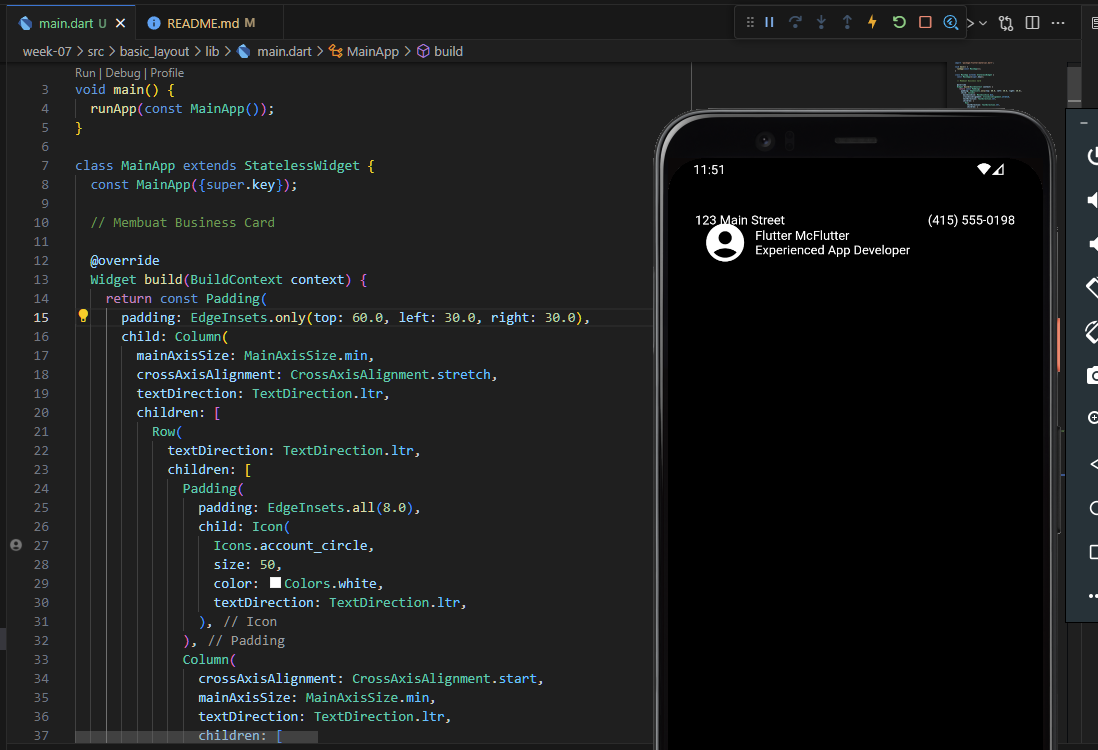 main.dart U
README.md M
week-07 > src > basic_layout > lib > main.dart > MainApp > build
Run | Debug | Profile
3 void main() {
4 runApp(const MainApp());
5 }
6
7 class MainApp extends StatelessWidget {
8 const MainApp({super.key});
9
10 // Membuat Business Card
11
12 @override
13 Widget build(BuildContext context) {
14 return const Padding(
15 padding: EdgeInsets.only(top: 60.0, left: 30.0, right: 30.0),
16 child: Column(
17 mainAxisSize: MainAxisSize.min,
18 crossAxisAlignment: CrossAxisAlignment.stretch,
19 textDirection: TextDirection.ltr,
20 children: [
21 Row(
22 textDirection: TextDirection.ltr,
23 children: [
24 Padding(
25 padding: EdgeInsets.all(8.0),
26 child: Icon(
27 Icons.account_circle,
28 size: 50,
29 color: Colors.white,
30 textDirection: TextDirection.ltr,
31 ), // Icon
32 ), // Padding
33 Column(
34 crossAxisAlignment: CrossAxisAlignment.start,
35 mainAxisSize: MainAxisSize.min,
36 textDirection: TextDirection.ltr,
37 children: [
11:51
123 Main Street (415) 555-0198
Flutter McFlutter
Experienced App Developer